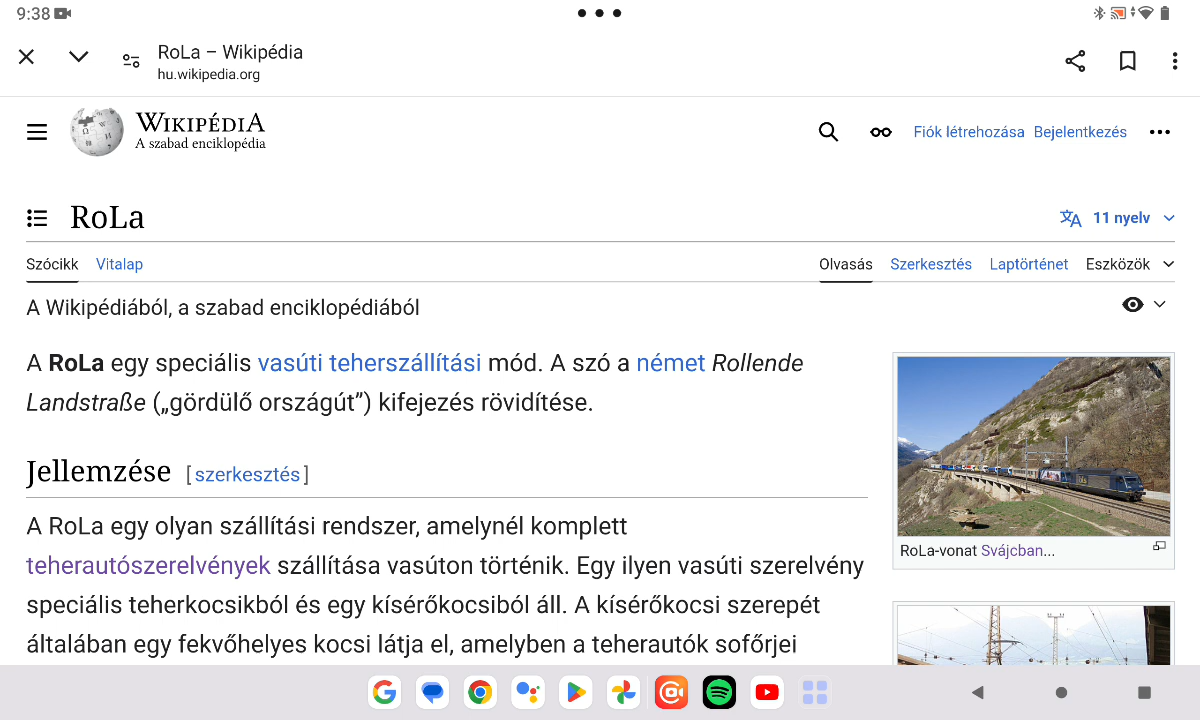 9:38
RoLa – Wikipédia
hu.wikipedia.org
WIKIPÉDIA
A szabad enciklopédia
Fiók létrehozása Bejelentkezés
RoLa
11 nyelv
Szócikk Vitalap
Olvasás Szerkesztés Laptörténet Eszközök
A Wikipédiából, a szabad enciklopédiából
A RoLa egy speciális vasúti teherszállítási mód. A szó a német Rollende
Landstraße („gördülő országút”) kifejezés rövidítése.
RoLa-vonat Svájcban...
Jellemzése [szerkesztés]
A RoLa egy olyan szállítási rendszer, amelynél komplett
teherautószerelvények szállítása vasúton történik. Egy ilyen vasúti szerelvény
speciális teherkocsikból és egy kísérőkocsiból áll. A kísérőkocsi szerepét
általában egy fekvőhelyes kocsi látja el, amelyben a teherautók sofőrjei